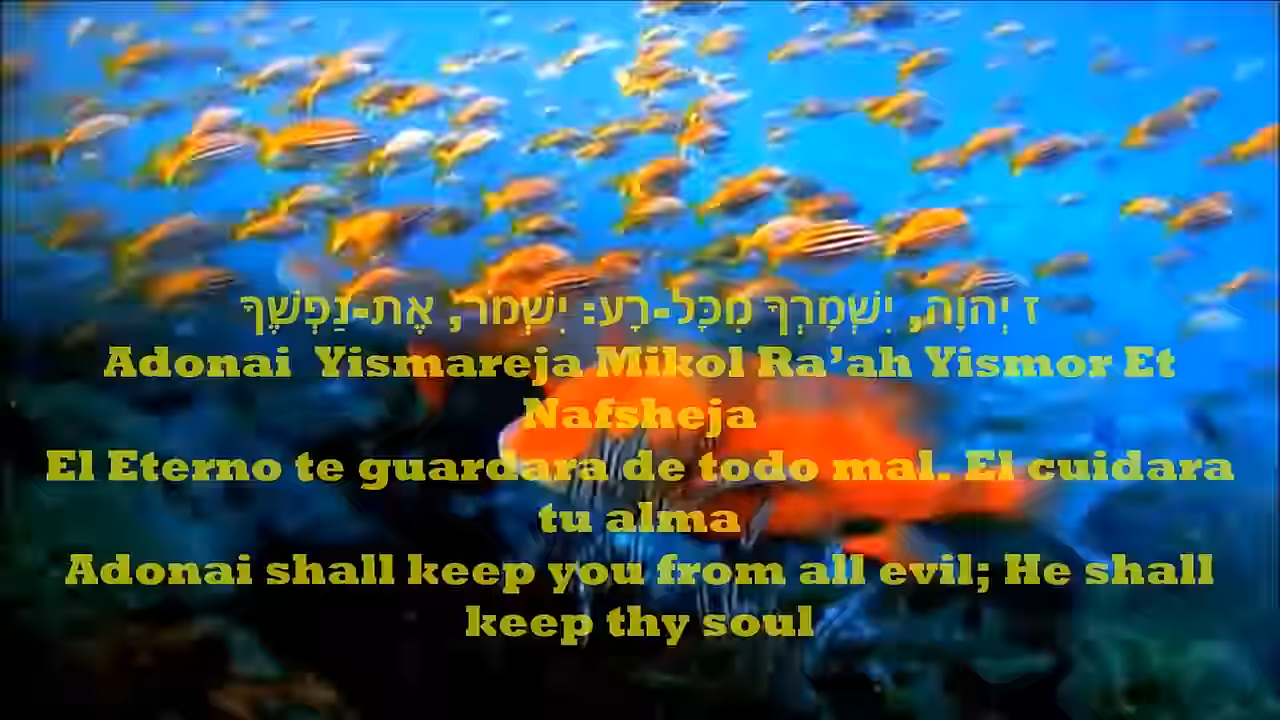 ז יְהוָה, יִשְׁמָרְךָ מִכָּל-רָע: יִשְׁמֹר, אֶת-נַפְשֶׁךָ
Adonai Yismareja Mikol Ra’ah Yismor Et
Nafsheja
El Eterno te guardara de todo mal. El cuidara
tu alma
Adonai shall keep you from all evil; He shall
keep thy soul